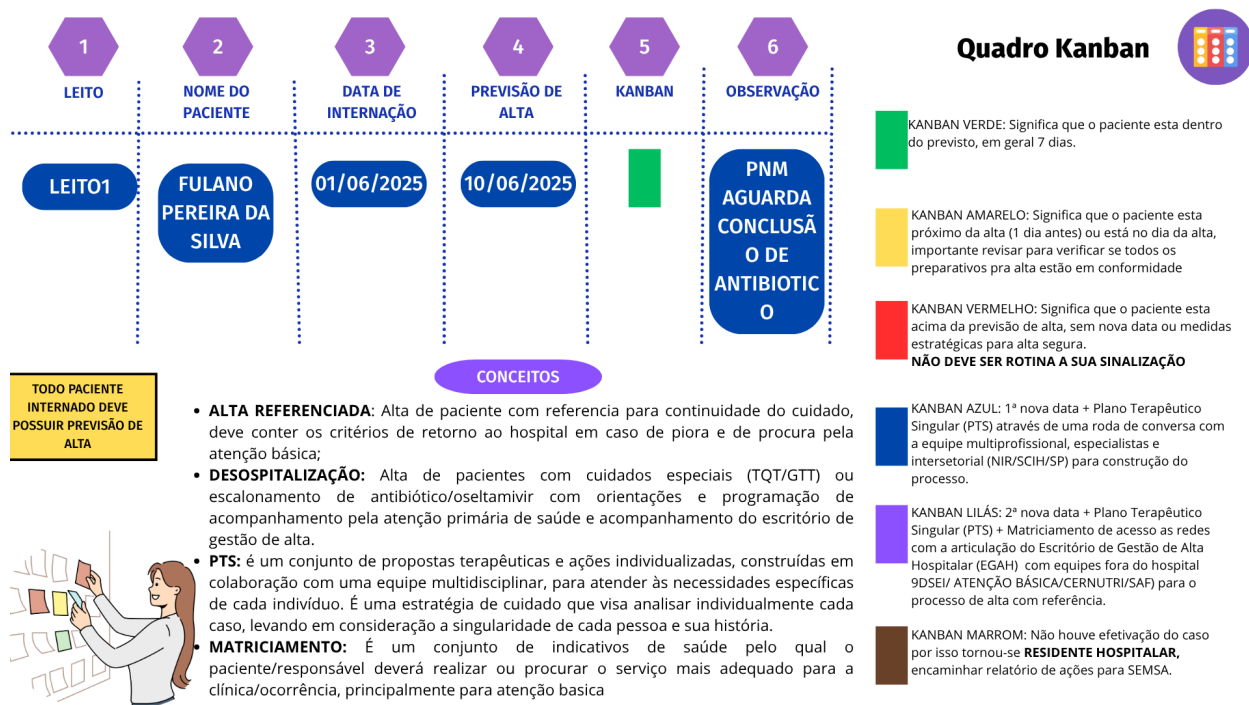 1
2
3
4
5
6
LEITO
NOME DO
PACIENTE
DATA DE
INTERNAÇÃO
PREVISÃO DE
ALTA
KANBAN
OBSERVAÇÃO
LEITO1
FULANO
PEREIRA DA
SILVA
01/06/2025
10/06/2025
PNM
AGUARDA
CONCLUSÃ
O DE
ANTIBIOTIC
O
TODO PACIENTE
INTERNADO DEVE
POSSUIR PREVISÃO DE
ALTA
CONCEITOS
• ALTA REFERENCIADA: Alta de paciente com referencia para continuidade do cuidado,
deve conter os critérios de retorno ao hospital em caso de piora e de procura pela
atenção básica;
• DESOSPITALIZAÇÃO: Alta de pacientes com cuidados especiais (TQT/GTT) ou
escalonamento de antibiótico/oseltamivir com orientações e programação de
acompanhamento pela atenção primária de saúde e acompanhamento do escritório de
gestão de alta.
• PTS: é um conjunto de propostas terapêuticas e ações individualizadas, construídas em
colaboração com uma equipe multidisciplinar, para atender às necessidades específicas
de cada indivíduo. É uma estratégia de cuidado que visa analisar individualmente cada
caso, levando em consideração a singularidade de cada pessoa e sua história.
• MATRICIAMENTO: É um conjunto de indicativos de saúde pelo qual o
paciente/responsável deverá realizar ou procurar o serviço mais adequado para a
clínica/ocorrência, principalmente para atenção basica
Quadro Kanban
KANBAN VERDE: Significa que o paciente esta dentro
do previsto, em geral 7 dias.
KANBAN AMARELO: Significa que o paciente esta
próximo da alta (1 dia antes) ou está no dia da alta,
importante revisar para verificar se todos os
preparativos pra alta estão em conformidade
KANBAN VERMELHO: Significa que o paciente esta
acima da previsão de alta, sem nova data ou medidas
estratégicas para alta segura.
NÃO DEVE SER ROTINA A SUA SINALIZAÇÃO
KANBAN AZUL: 1ª nova data + Plano Terapêutico
Singular (PTS) através de uma roda de conversa com
a equipe multiprofissional, especialistas e
intersetorial (NIR/SCIH/SP) para construção do
processo.
KANBAN LILÁS: 2ª nova data + Plano Terapêutico
Singular (PTS) + Matriciamento de acesso as redes
com a articulação do Escritório de Gestão de Alta
Hospitalar (EGAH) com equipes fora do hospital
9DSEI/ ATENÇÃO BÁSICA/CERNUTRI/SAF) para o
processo de alta com referência.
KANBAN MARROM: Não houve efetivação do caso
por isso tornou-se RESIDENTE HOSPITALAR,
encaminhar relatório de ações para SEMSA.